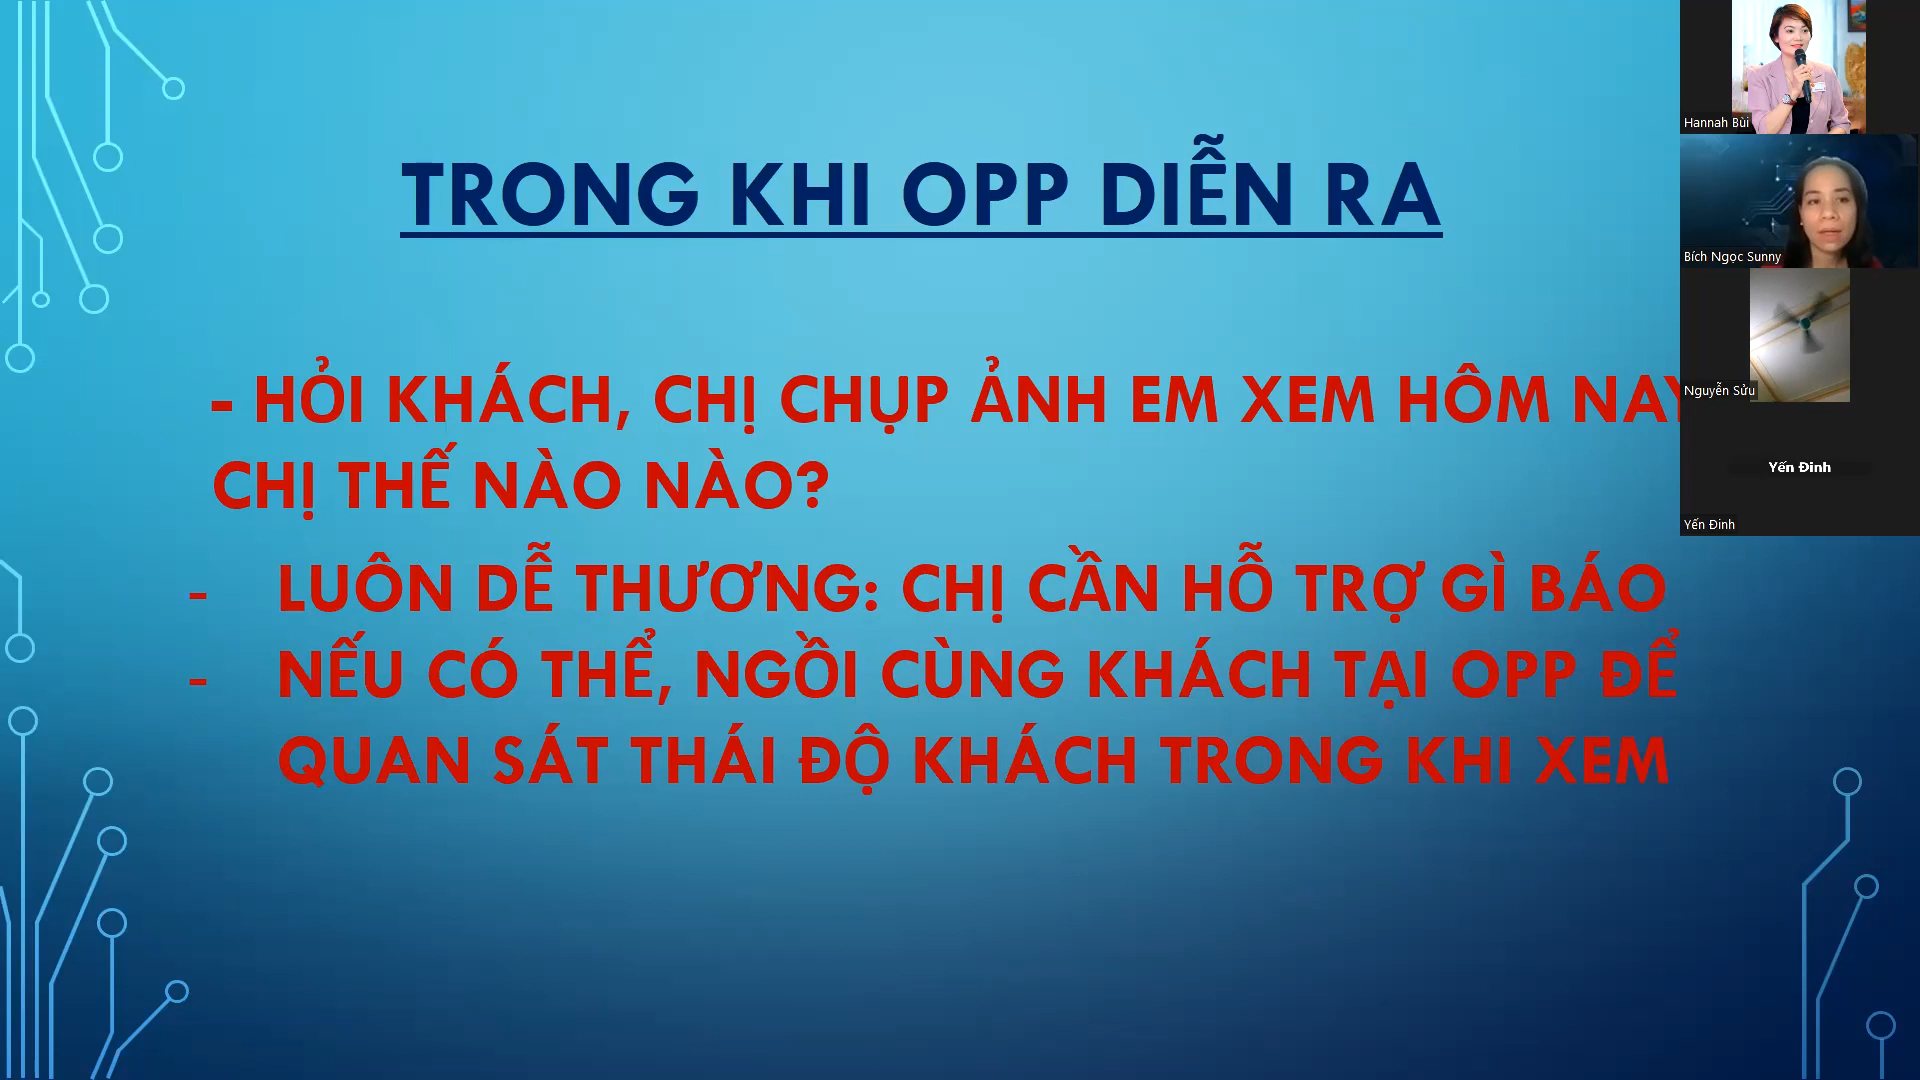 TRONG KHI OPP DIỄN RA
- HỎI KHÁCH, CHỊ CHỤP ẢNH EM XEM HÔM NAY
CHỊ THẾ NÀO NÀO?
- LUÔN DỄ THƯƠNG: CHỊ CẦN HỖ TRỢ GÌ BÁO
- NẾU CÓ THỂ, NGỒI CÙNG KHÁCH TẠI OPP ĐỂ
QUAN SÁT THÁI ĐỘ KHÁCH TRONG KHI XEM
Hannah Bùi
Bích Ngọc Sunny
Nguyễn Sửu
Yến Đinh
Yến Đinh